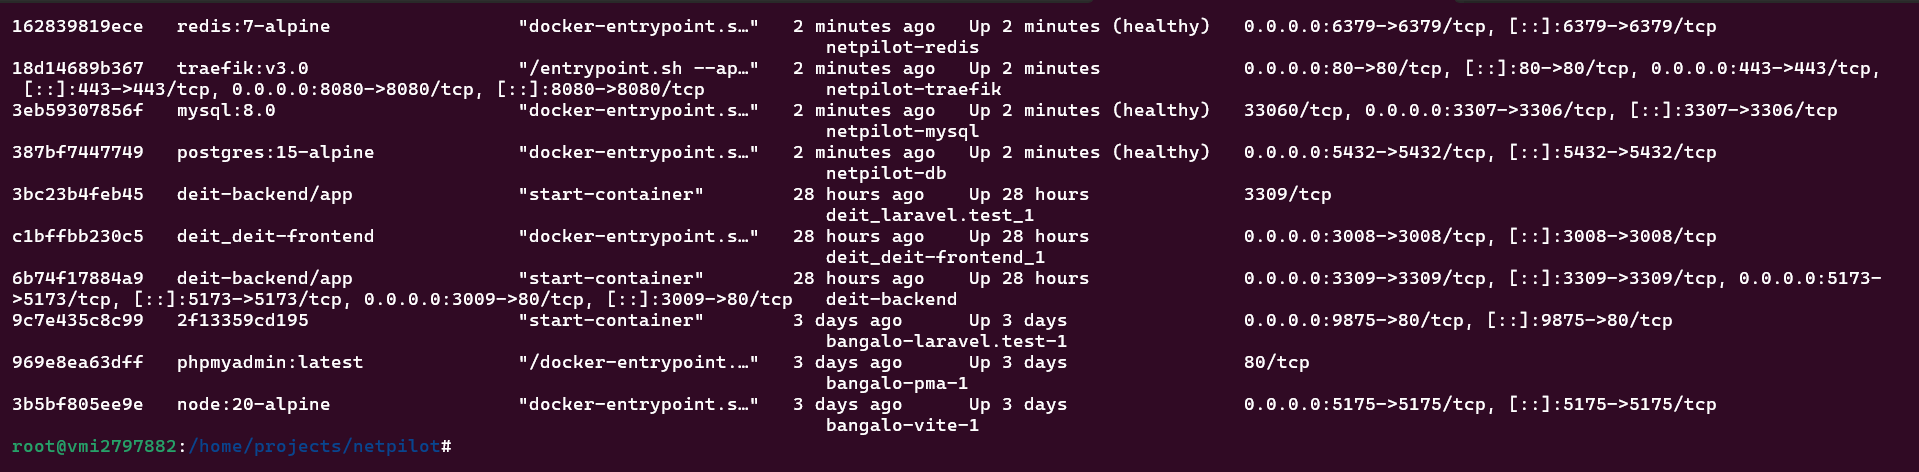 162839819ece   redis:7-alpine                 "docker-entrypoint.s…"   2 minutes ago   Up 2 minutes (healthy)   0.0.0.0:6379->6379/tcp, [::]:6379->6379/tcp
netpilot-redis
18d14689b367   traefik:v3.0                   "/entrypoint.sh --ap…"   2 minutes ago   Up 2 minutes             0.0.0.0:80->80/tcp, [::]:80->80/tcp, 0.0.0.0:443->443/tcp,
[::]:443->443/tcp, 0.0.0.0:8080->8080/tcp, [::]:8080->8080/tcp           netpilot-traefik
3eb59307856f   mysql:8.0                      "docker-entrypoint.s…"   2 minutes ago   Up 2 minutes (healthy)   33060/tcp, 0.0.0.0:3307->3306/tcp, [::]:3307->3306/tcp
netpilot-mysql
387bf7447749   postgres:15-alpine             "docker-entrypoint.s…"   2 minutes ago   Up 2 minutes (healthy)   0.0.0.0:5432->5432/tcp, [::]:5432->5432/tcp
netpilot-db
3bc23b4feb45   deit-backend/app               "start-container"        28 hours ago    Up 28 hours              3309/tcp
deit_laravel.test_1
c1bffbb230c5   deit_deit-frontend             "docker-entrypoint.s…"   28 hours ago    Up 28 hours              0.0.0.0:3008->3008/tcp, [::]:3008->3008/tcp
deit_deit-frontend_1
6b74f17884a9   deit-backend/app               "start-container"        28 hours ago    Up 28 hours              0.0.0.0:3309->3309/tcp, [::]:3309->3309/tcp, 0.0.0.0:5173-
>5173/tcp, [::]:5173->5173/tcp, 0.0.0.0:3009->80/tcp, [::]:3009->80/tcp   deit-backend
9c7e435c8c99   2f13359cd195                   "start-container"        3 days ago      Up 3 days                0.0.0.0:9875->80/tcp, [::]:9875->80/tcp
bangalo-laravel.test-1
969e8ea63dff   phpmyadmin:latest              "/docker-entrypoint.…"   3 days ago      Up 3 days                80/tcp
bangalo-pma-1
3b5bf805ee9e   node:20-alpine                 "docker-entrypoint.s…"   3 days ago      Up 3 days                0.0.0.0:5175->5175/tcp, [::]:5175->5175/tcp
bangalo-vite-1
root@vmi2797882:/home/projects/netpilot#